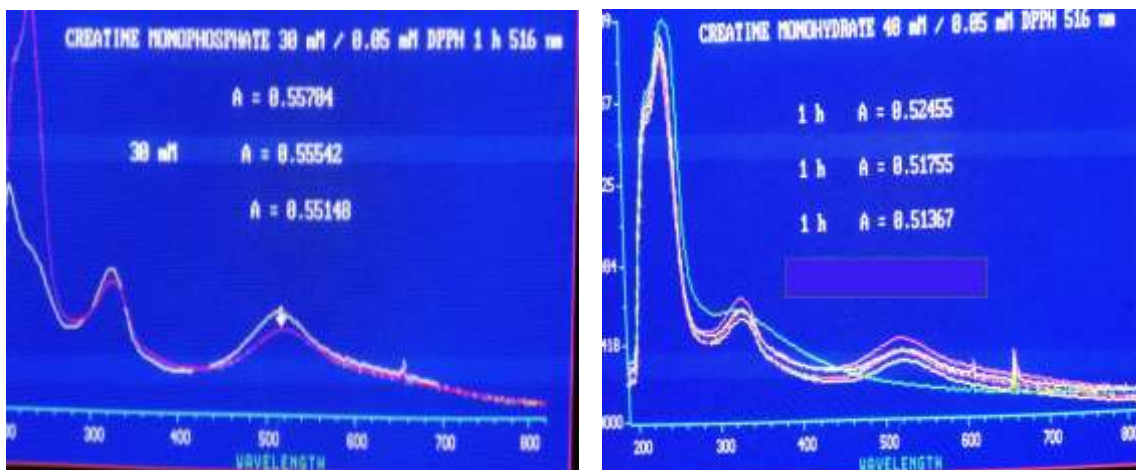 CREATINE MONOPHOSPHATE 30 mM / 0.05 mM DPPH 1 h 516 nm
A = 0.55704
30 mM A = 0.55542
A = 0.55148
300 400 500 600 700 800
WAVELENGTH
CREATINE MONOHYDRATE 40 mM / 0.05 mM DPPH 516 nm
1 h A = 0.52455
1 h A = 0.51755
1 h A = 0.51367
200 300 400 500 600 700 800
WAVELENGTH